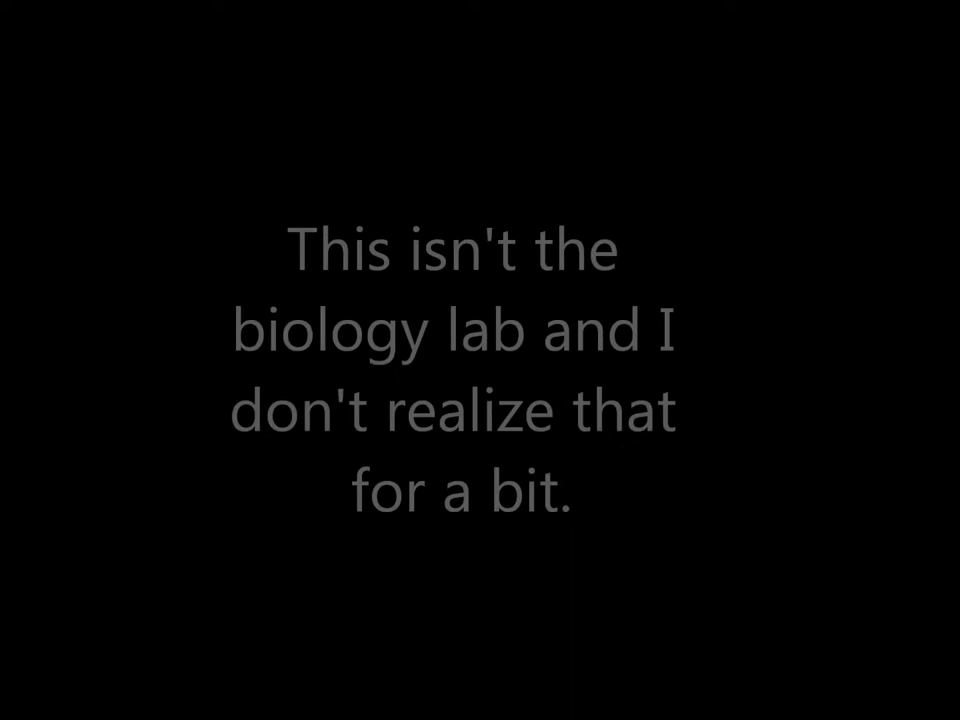 This isn't the
biology lab and I
don't realize that
for a bit.